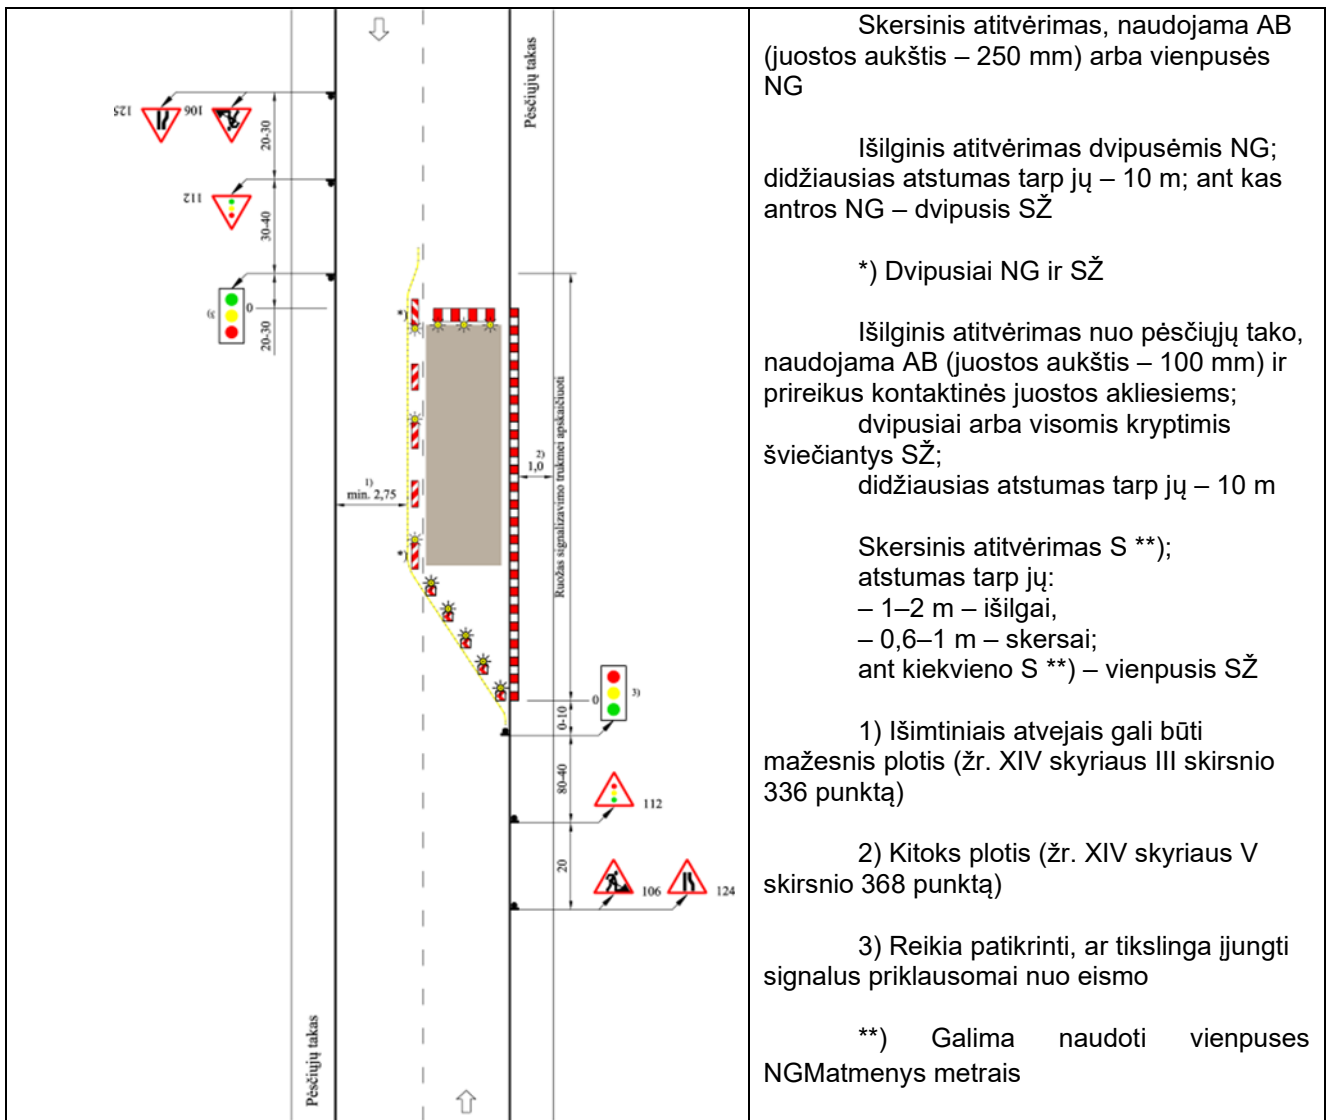 Pėsčiųjų takas
125
106
20-30
112
30-40
3)
0
20-30
*)
1)
min. 2,75
*)
2)
1,0
Ruožas signalizavimo trukmei apskaičiuoti
0
3)
0-10
80-40
112
20
106
124
Pėsčiųjų takas
Skersinis atitvėrimas, naudojama AB
(juostos aukštis – 250 mm) arba vienpusės
NG
Išilginis atitvėrimas dvipusėmis NG;
didžiausias atstumas tarp jų – 10 m; ant kas
antros NG – dvipusis SŽ
*) Dvipusiai NG ir SŽ
Išilginis atitvėrimas nuo pėsčiųjų tako,
naudojama AB (juostos aukštis – 100 mm) ir
prireikus kontaktinės juostos akliesiems;
dvipusiai arba visomis kryptimis
šviečiantys SŽ;
didžiausias atstumas tarp jų – 10 m
Skersinis atitvėrimas S **);
atstumas tarp jų:
– 1–2 m – išilgai,
– 0,6–1 m – skersai;
ant kiekvieno S **) – vienpusis SŽ
1) Išimtiniais atvejais gali būti
mažesnis plotis (žr. XIV skyriaus III skirsnio
336 punktą)
2) Kitoks plotis (žr. XIV skyriaus V
skirsnio 368 punktą)
3) Reikia patikrinti, ar tikslinga įjungti
signalus priklausomai nuo eismo
**) Galima naudoti vienpuses
NGMatmenys metrais